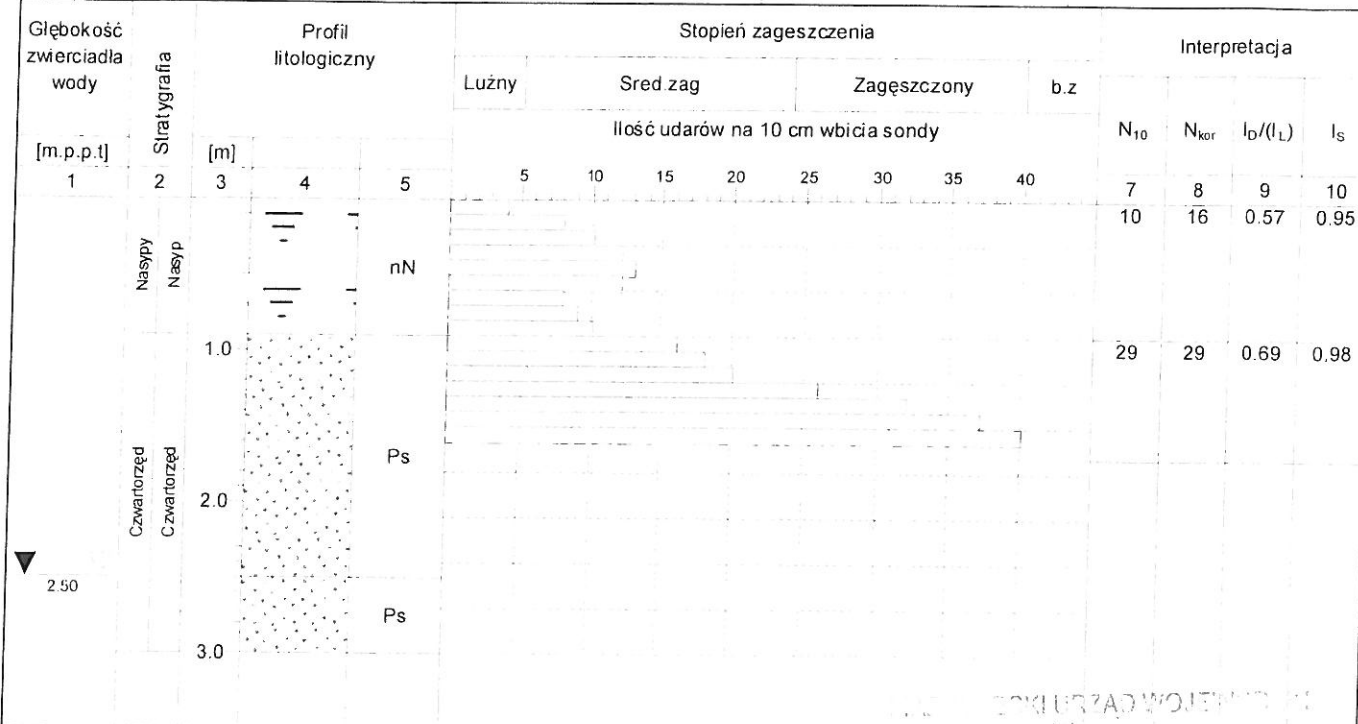 Głębokość
zwierciadła
wody
[m.p.p.t]
Stratygrafia
Profil
litologiczny
[m]
Stopień zageszczenia
Luźny Sred.zag Zagęszczony b.z
Ilość udarów na 10 cm wbicia sondy
Interpretacja
N10 Nkor ID/(IL) IS
1 2 3 4 5 5 10 15 20 25 30 35 40 7 8 9 10
10 16 0.57 0.95
Nasypy
Nasyp
nN
1.0
29 29 0.69 0.98
Czwartorzęd
Czwartorzęd
Ps
2.0
2.50
Ps
3.0